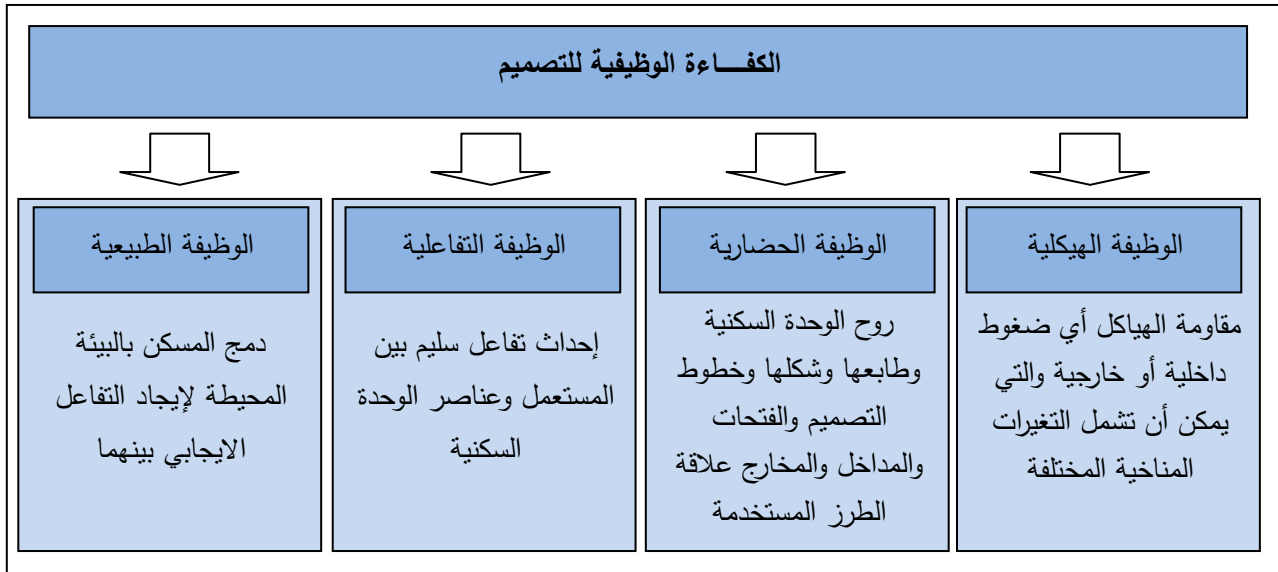 الكفـــاءة الوظيفية للتصميم
الوظيفة الهيكلية
مقاومة الهياكل أي ضغوط
داخلية أو خارجية والتي
يمكن أن تشمل التغيرات
المناخية المختلفة
الوظيفة الحضارية
روح الوحدة السكنية
وطابعها وشكلها وخطوط
التصميم والفتحات
والمداخل والمخارج علاقة
الطرز المستخدمة
الوظيفة التفاعلية
إحداث تفاعل سليم بين
المستعمل وعناصر الوحدة
السكنية
الوظيفة الطبيعية
دمج المسكن بالبيئة
المحيطة لإيجاد التفاعل
الايجابي بينهما